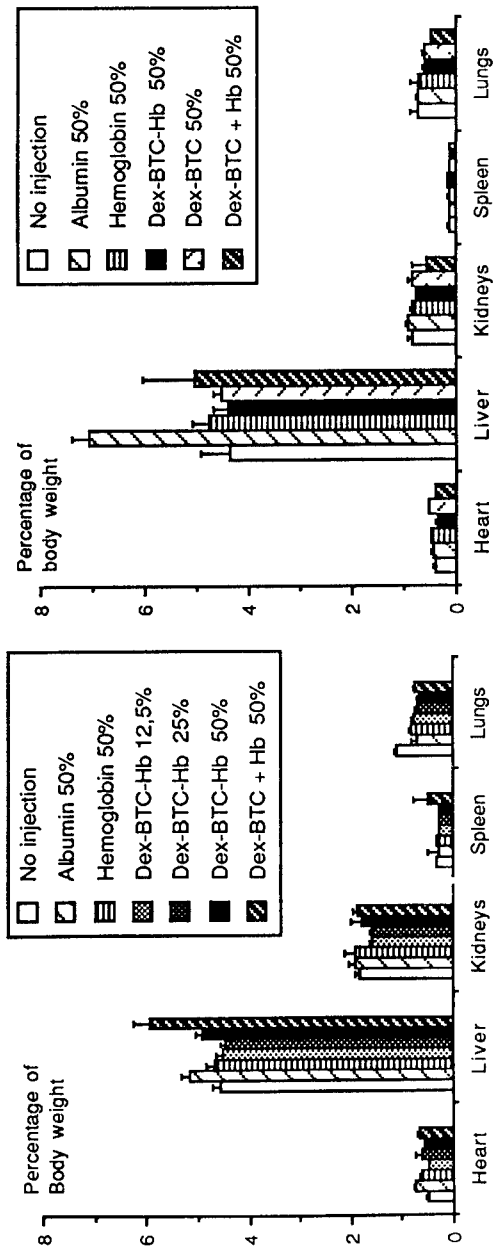 Percentage of
Body weight
No injection
Albumin 50%
Hemoglobin 50%
Dex-BTC-Hb 12,5%
Dex-BTC-Hb 25%
Dex-BTC-Hb 50%
Dex-BTC + Hb 50%
8
6
4
2
0
Heart
Liver
Kidneys
Spleen
Lungs
Percentage of
body weight
No injection
Albumin 50%
Hemoglobin 50%
Dex-BTC-Hb 50%
Dex-BTC 50%
Dex-BTC + Hb 50%
8
6
4
2
0
Heart
Liver
Kidneys
Spleen
Lungs